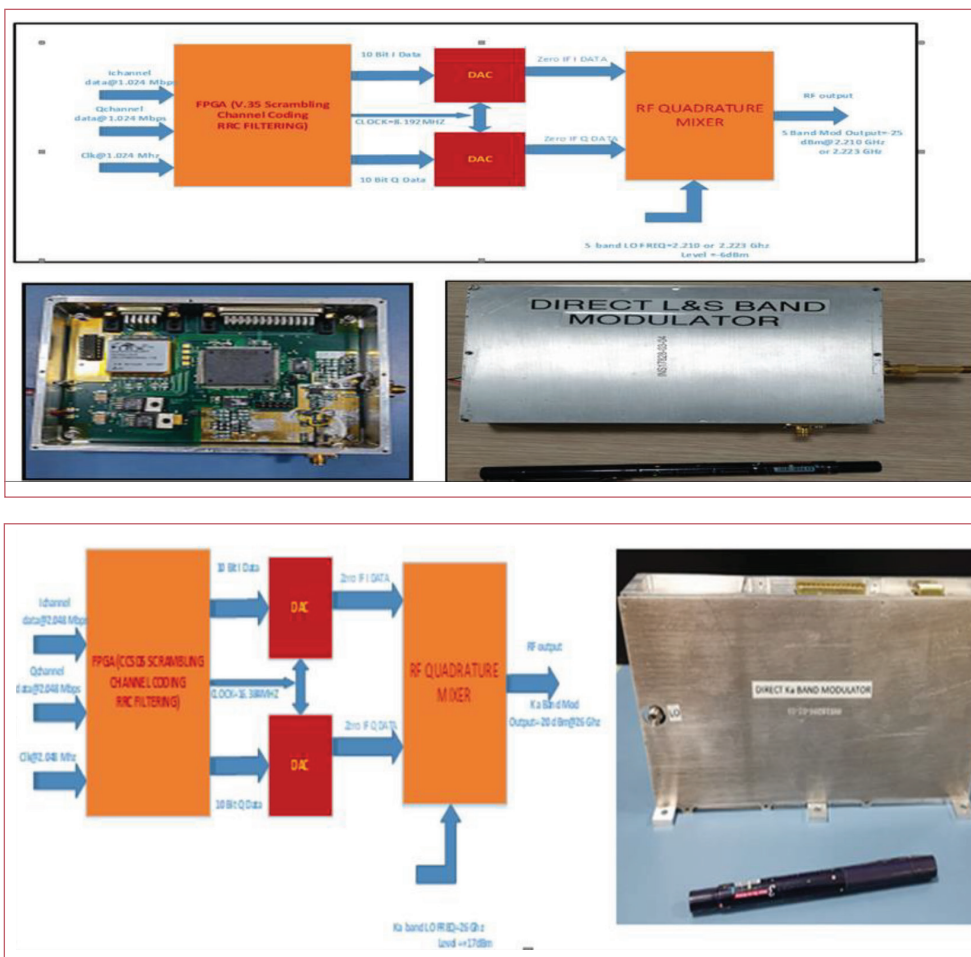 10 Bit I Data
Zero IF I DATA
DAC
Ichannel
data@1.024 Mbps
Qchannel
data@1.024 Mbps
Clk@1.024 Mhz
FPGA (V.35 Scrambling
Channel Coding
RRC FILTERING)
CLOCK=8.192 MHZ
RF QUADRATURE
MIXER
RF output
S Band Mod Output=-25
dBm@2.210 GHz
or 2.223 GHz
Zero IF Q DATA
DAC
10 Bit Q Data
S band LO FREQ=2.210 or 2.223 Ghz
Level =-6dBm
DIRECT L&S BAND
MODULATOR
10 Bit I Data
Zero IF I DATA
DAC
Ichannel
data@2.048 Mbps
Qchannel
data@2.048 Mbps
Clk@2.048 Mhz
FPGA(CCSDS SCRAMBLING
CHANNEL CODING
RRC FILTERING)
CLOCK=16.384MHZ
RF QUADRATURE
MIXER
RF output
Ka Band Mod
Output=-20 dBm@26 Ghz
Zero IF Q DATA
DAC
10 Bit Q Data
Ka band LO FREQ=26 Ghz
Level =+17dBm
DIRECT Ka BAND MODULATOR
LO